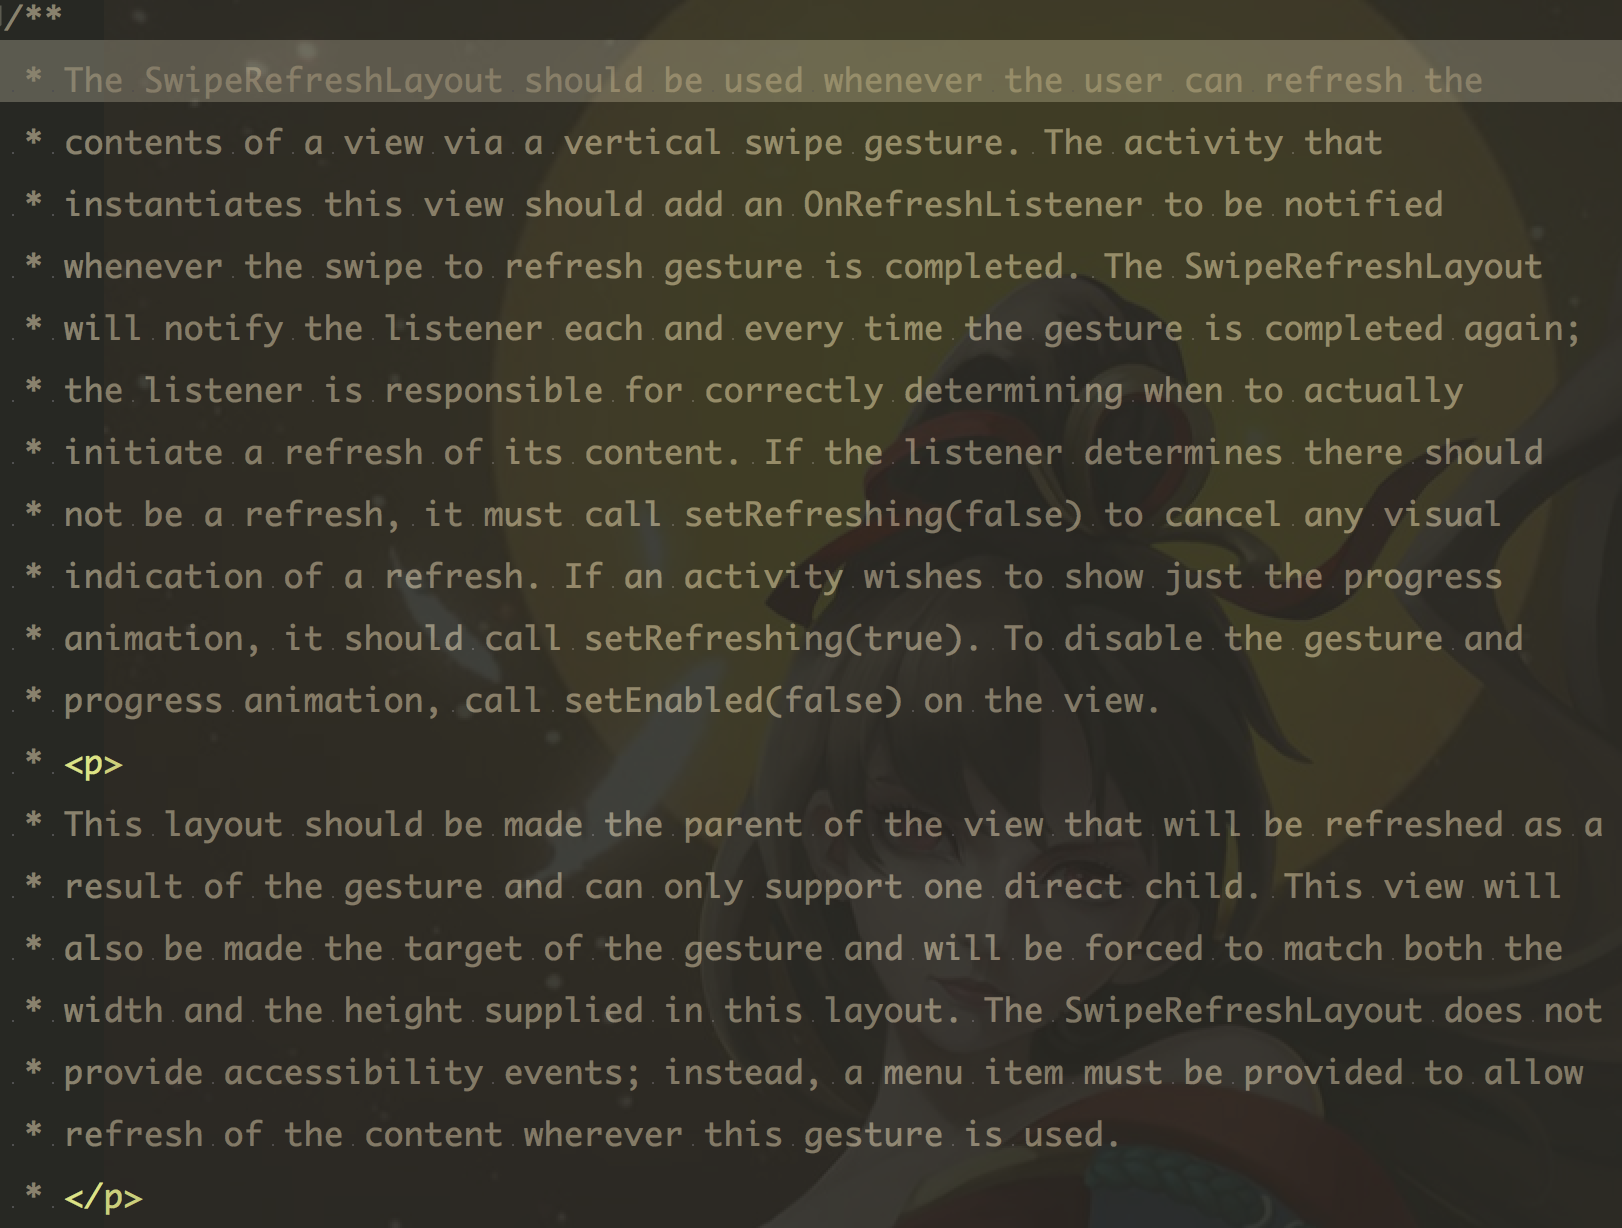 /**
* The SwipeRefreshLayout should be used whenever the user can refresh the
* contents of a view via a vertical swipe gesture. The activity that
* instantiates this view should add an OnRefreshListener to be notified
* whenever the swipe to refresh gesture is completed. The SwipeRefreshLayout
* will notify the listener each and every time the gesture is completed again;
* the listener is responsible for correctly determining when to actually
* initiate a refresh of its content. If the listener determines there should
* not be a refresh, it must call setRefreshing(false) to cancel any visual
* indication of a refresh. If an activity wishes to show just the progress
* animation, it should call setRefreshing(true). To disable the gesture and
* progress animation, call setEnabled(false) on the view.
* <p>
* This layout should be made the parent of the view that will be refreshed as a
* result of the gesture and can only support one direct child. This view will
* also be made the target of the gesture and will be forced to match both the
* width and the height supplied in this layout. The SwipeRefreshLayout does not
* provide accessibility events; instead, a menu item must be provided to allow
* refresh of the content wherever this gesture is used.
* </p>